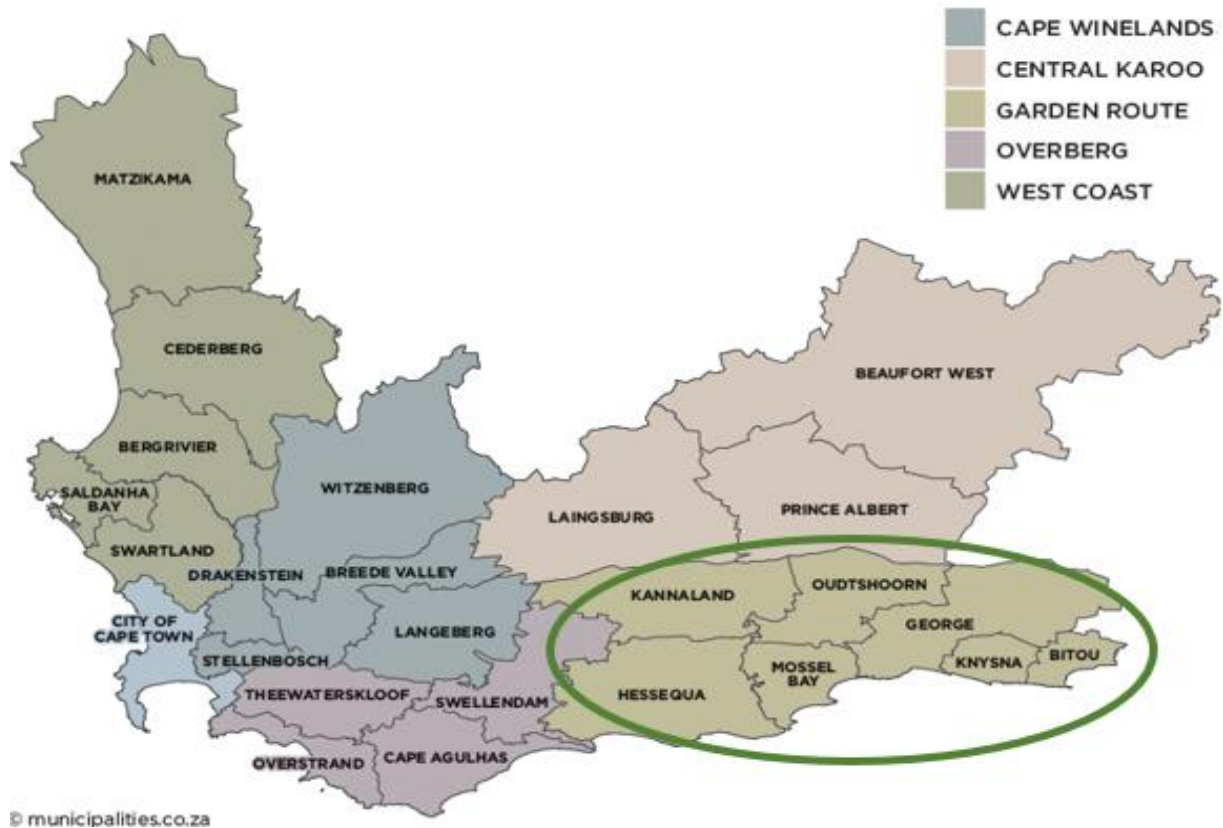 CAPE WINELANDS
CENTRAL KAROO
GARDEN ROUTE
OVERBERG
WEST COAST
MATZIKAMA
CEDERBERG
BEAUFORT WEST
BERGRIVIER
WITZENBERG
SALDANHA
BAY
LAINGSBURG
PRINCE ALBERT
SWARTLAND
DRAKENSTEIN
BREEDE VALLEY
KANNALAND
OUDTSHOORN
CITY OF
CAPE TOWN
LANGEBERG
GEORGE
STELLENBOSCH
MOSSEL
BAY
KNYSNA
BITOU
THEEWATERSKLOOF
SWELLENDAM
HESSEQUA
OVERSTRAND
CAPE AGULHAS
© municipalities.co.za